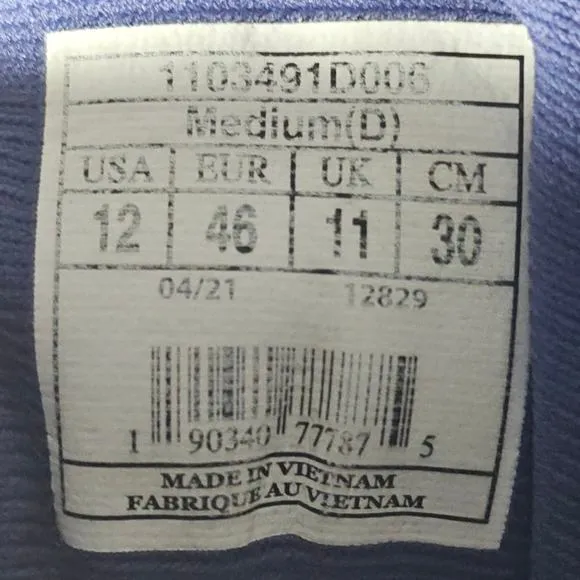 1103491D006
Medium(D)
USA EUR UK CM
12 46 11 30
04/21 12829
1 90340 77787 5
MADE IN VIETNAM
FABRIQUE AU VIETNAM